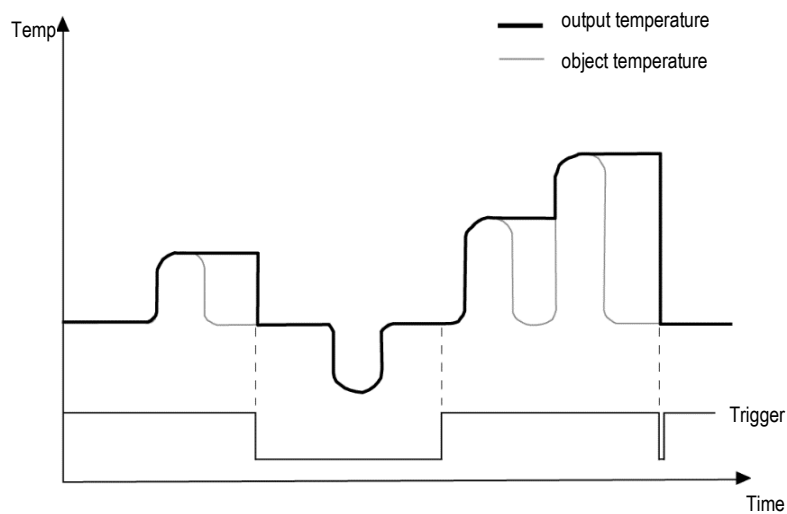 Temp
output temperature
object temperature
Trigger
Time